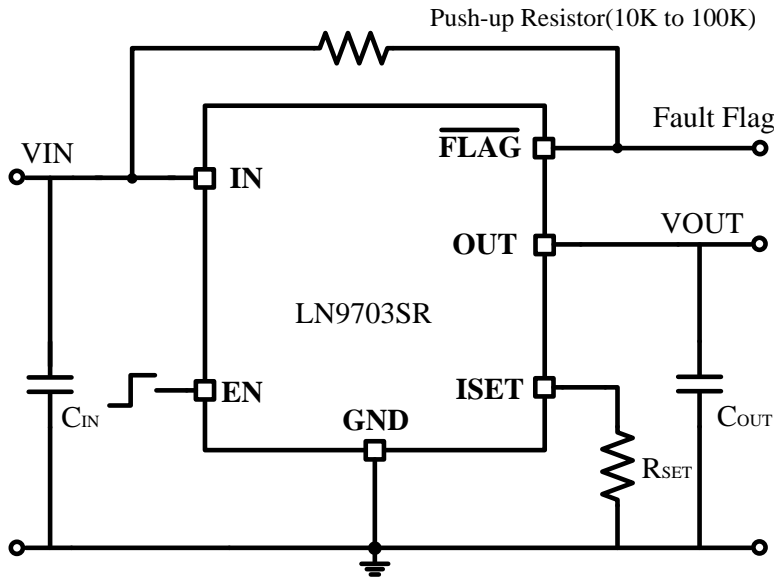 Push-up Resistor(10K to 100K)
FLAG
Fault Flag
VIN
IN
OUT
VOUT
LN9703SR
EN
ISET
CIN
GND
COUT
RSET